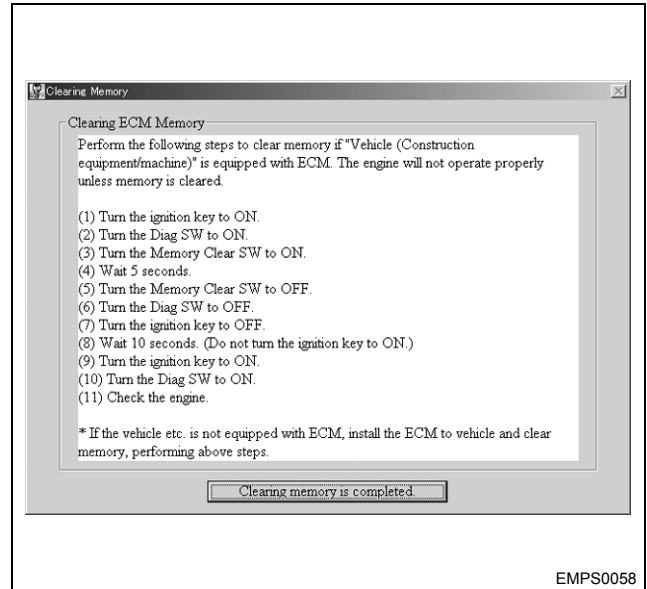 Clearing Memory
Clearing ECM Memory
Perform the following steps to clear memory if "Vehicle (Construction
equipment/machine)" is equipped with ECM. The engine will not operate properly
unless memory is cleared.
(1) Turn the ignition key to ON.
(2) Turn the Diag SW to ON.
(3) Turn the Memory Clear SW to ON.
(4) Wait 5 seconds.
(5) Turn the Memory Clear SW to OFF.
(6) Turn the Diag SW to OFF.
(7) Turn the ignition key to OFF.
(8) Wait 10 seconds. (Do not turn the ignition key to ON.)
(9) Turn the ignition key to ON.
(10) Turn the Diag SW to ON.
(11) Check the engine.
* If the vehicle etc. is not equipped with ECM, install the ECM to vehicle and clear
memory, performing above steps.
Clearing memory is completed.
EMPS0058